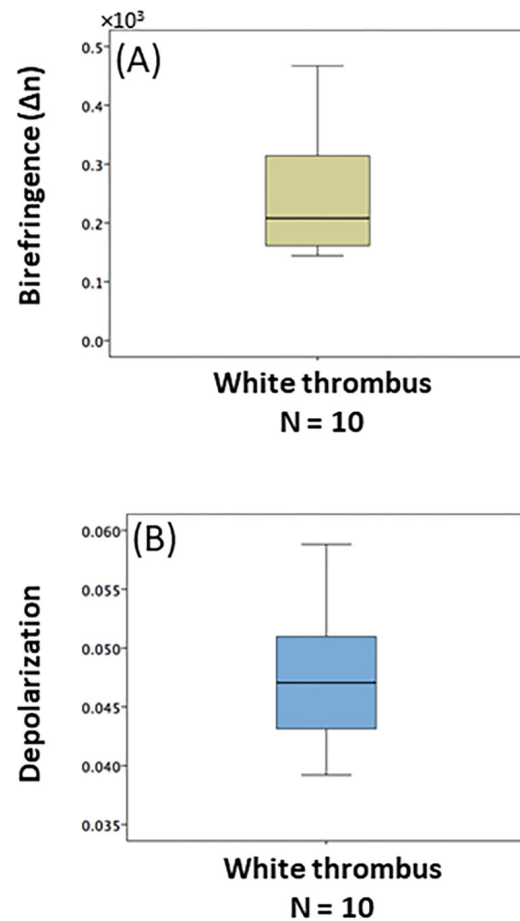 ×10³
(A)
Birefringence (Δn)
0.5
0.4
0.3
0.2
0.1
0.0
White thrombus
N = 10
(B)
Depolarization
0.060
0.055
0.050
0.045
0.040
0.035
White thrombus
N = 10